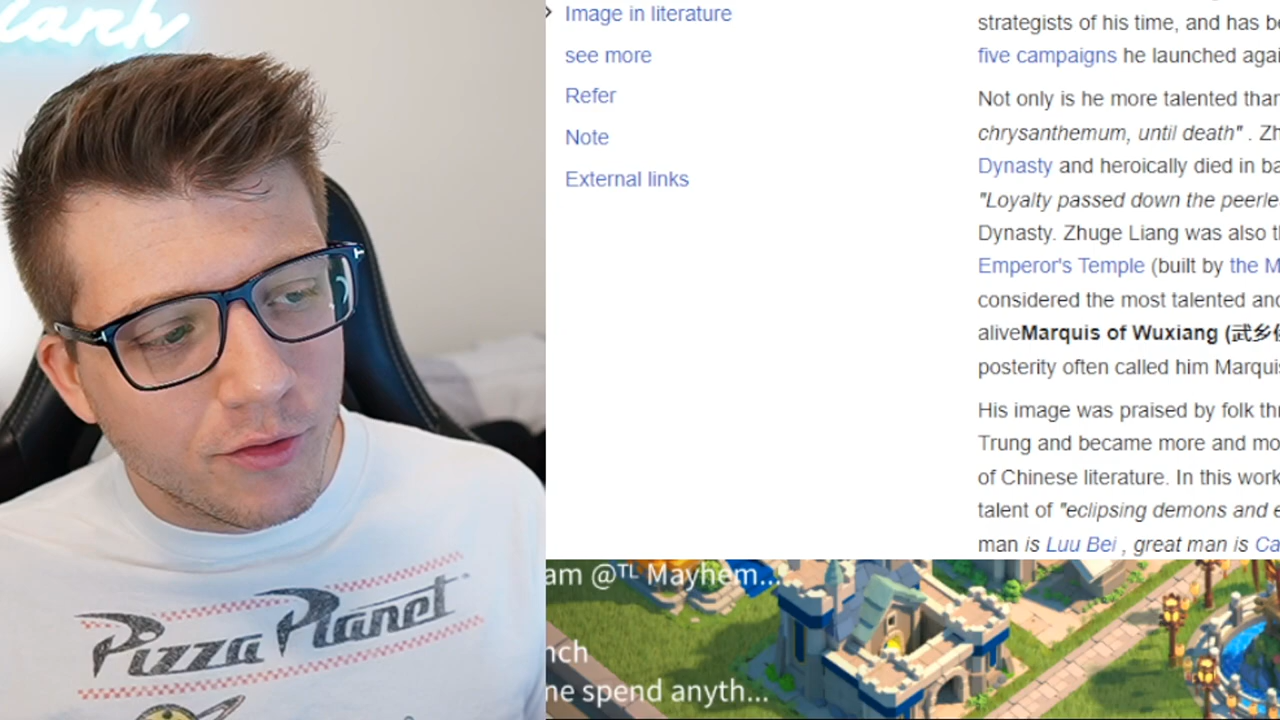 Image in literature
see more
Refer
Note
External links
strategists of his time, and has be
five campaigns he launched agai
Not only is he more talented than
chrysanthemum, until death" . Zh
Dynasty and heroically died in ba
"Loyalty passed down the peerle
Dynasty. Zhuge Liang was also th
Emperor's Temple (built by the M
considered the most talented and
aliveMarquis of Wuxiang (武乡
posterity often called him Marquis
His image was praised by folk thr
Trung and became more and mo
of Chinese literature. In this work
talent of "eclipsing demons and e
man is Luu Bei , great man is Ca
am @TL Mayhem...
nch
ne spend anyth...
Pizza Planet